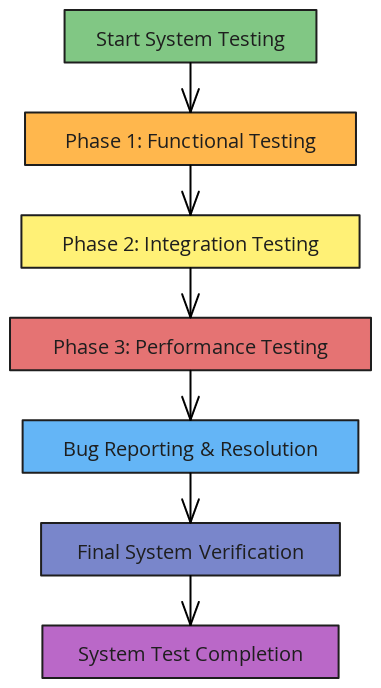 Start System Testing
Phase 1: Functional Testing
Phase 2: Integration Testing
Phase 3: Performance Testing
Bug Reporting & Resolution
Final System Verification
System Test Completion